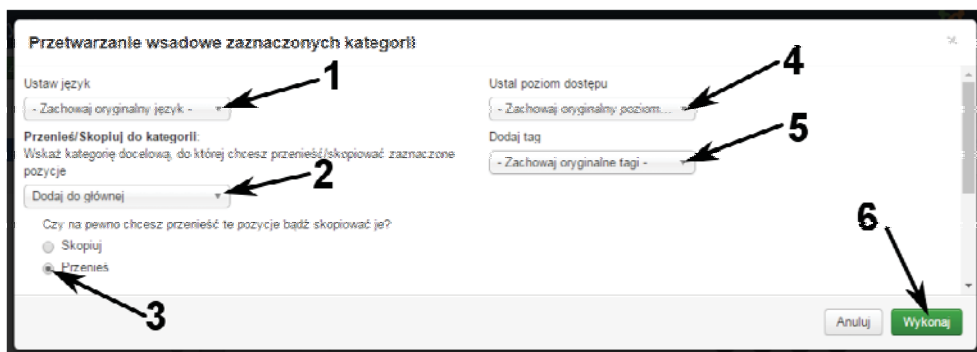 Przetwarzanie wsadowe zaznaczonych kategorii
Ustaw język
1
- Zachowaj oryginalny język -
Przenieś/Skopiuj do kategorii:
Wskaż kategorię docelową, do której chcesz przenieść/skopiować zaznaczone
pozycje
2
Dodaj do głównej
Czy na pewno chcesz przenieść te pozycje bądź skopiować je?
Skopiuj
Przenieś
3
Ustal poziom dostępu
4
- Zachowaj oryginalny poziom...
Dodaj tag
5
- Zachowaj oryginalne tagi -
6
Anuluj
Wykonaj